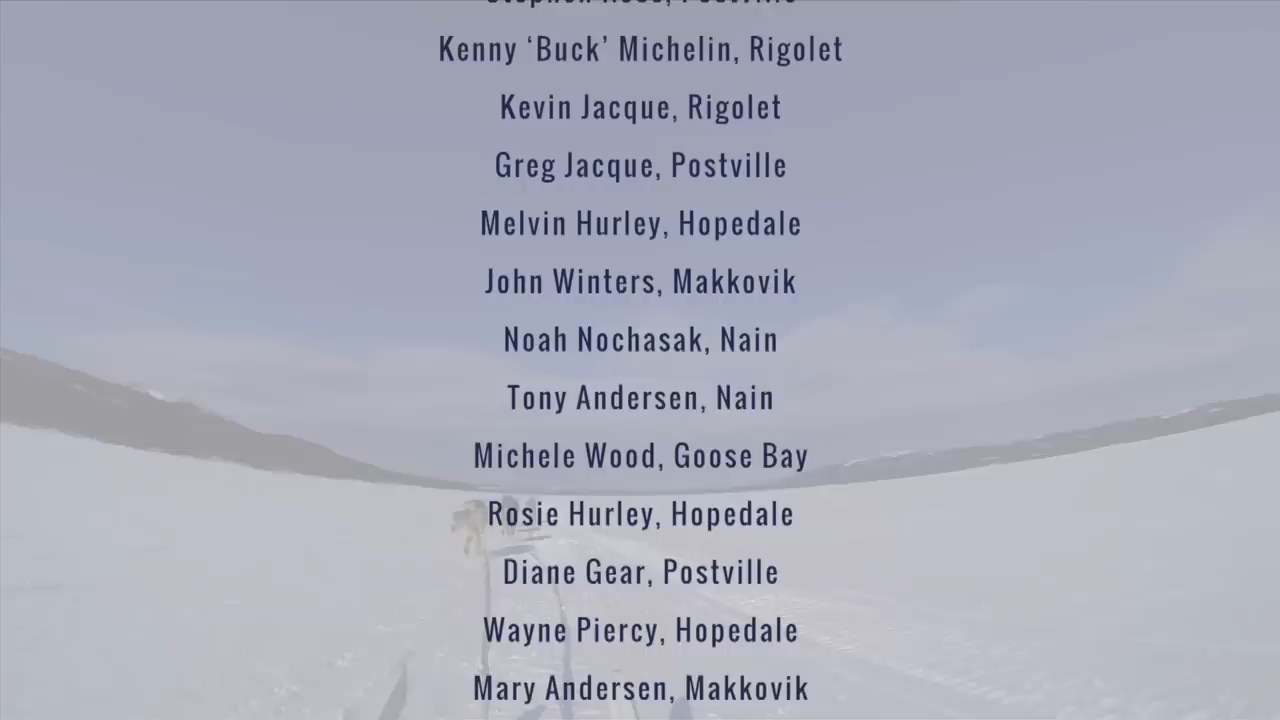 Kenny ‘Buck’ Michelin, Rigolet
Kevin Jacque, Rigolet
Greg Jacque, Postville
Melvin Hurley, Hopedale
John Winters, Makkovik
Noah Nochasak, Nain
Tony Andersen, Nain
Michele Wood, Goose Bay
Rosie Hurley, Hopedale
Diane Gear, Postville
Wayne Piercy, Hopedale
Mary Andersen, Makkovik